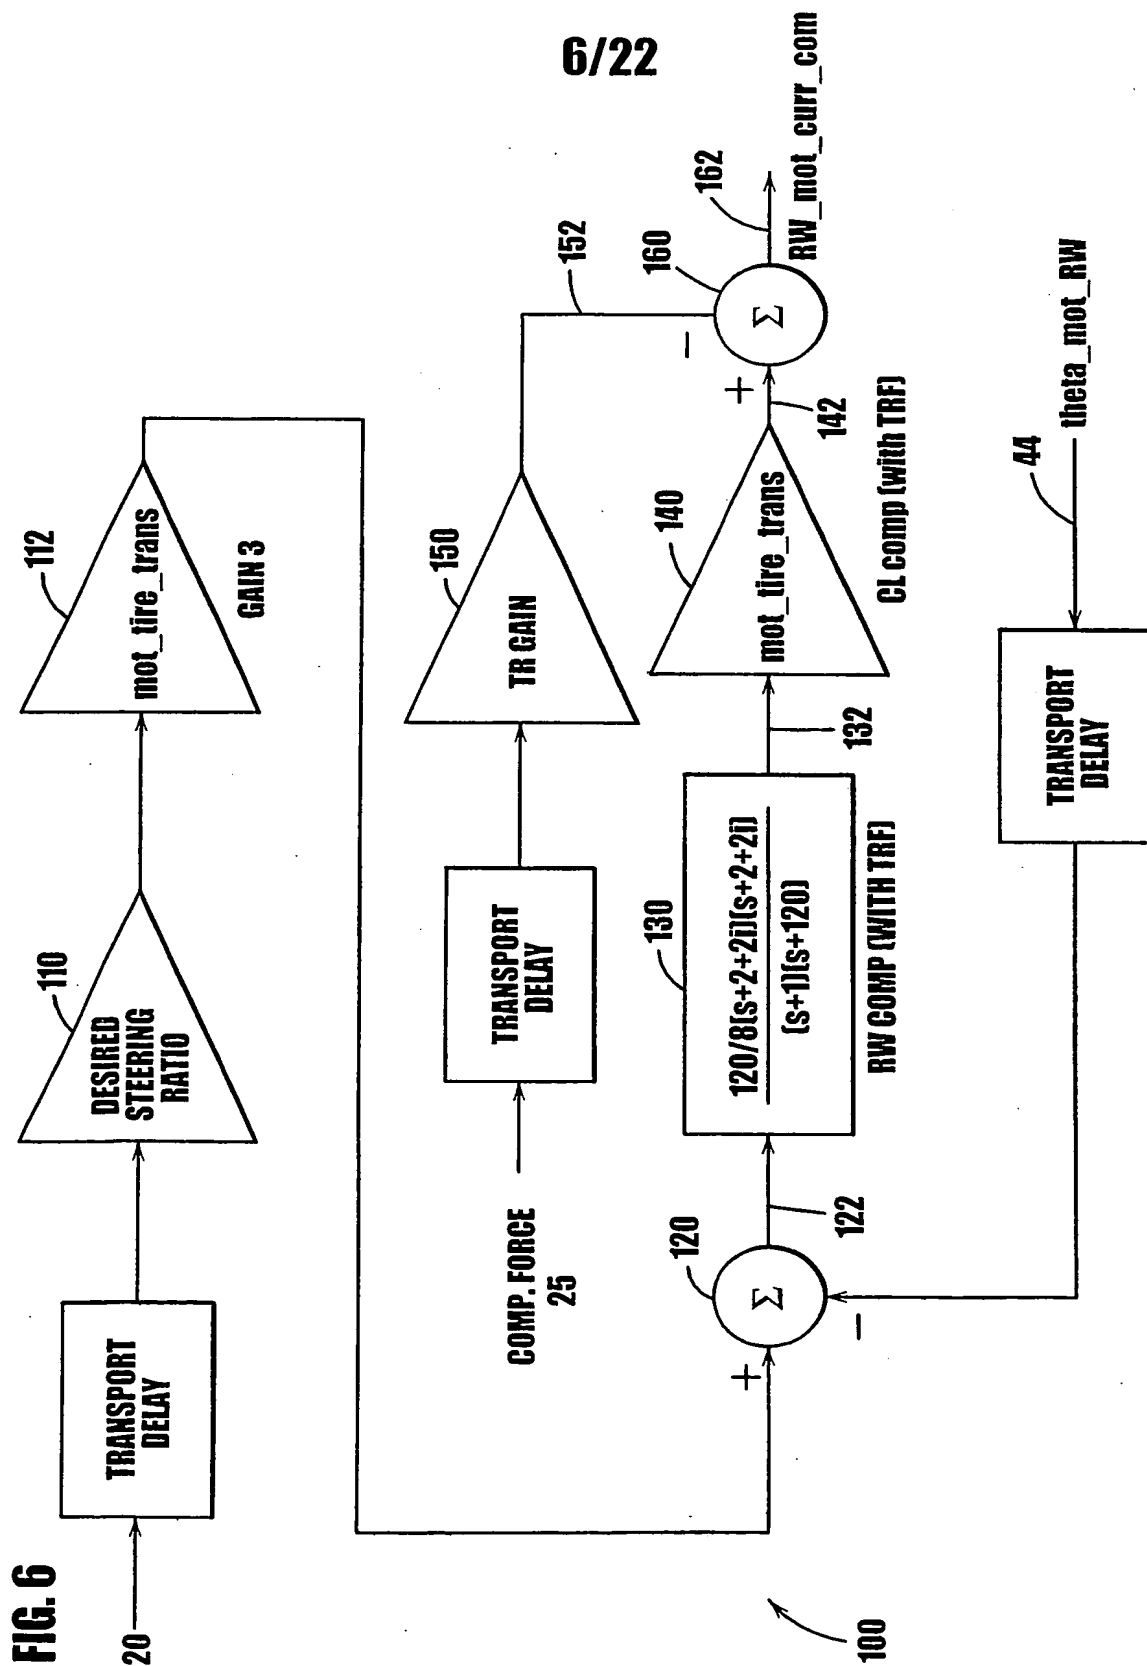 6/22
FIG. 6
20
TRANSPORT
DELAY
110
DESIRED
STEERING
RATIO
112
mot_tire_trans
GAIN 3
COMP. FORCE
25
TRANSPORT
DELAY
150
TR GAIN
152
120
Σ
+
−
122
130
120/8(s+2+2i)(s+2+2i)
(s+1)(s+120)
RW COMP (WITH TRF)
132
140
mot_tire_trans
CL comp (with TRF)
142
+
−
160
Σ
162
RW_mot_curr_com
44
theta_mot_RW
TRANSPORT
DELAY
100